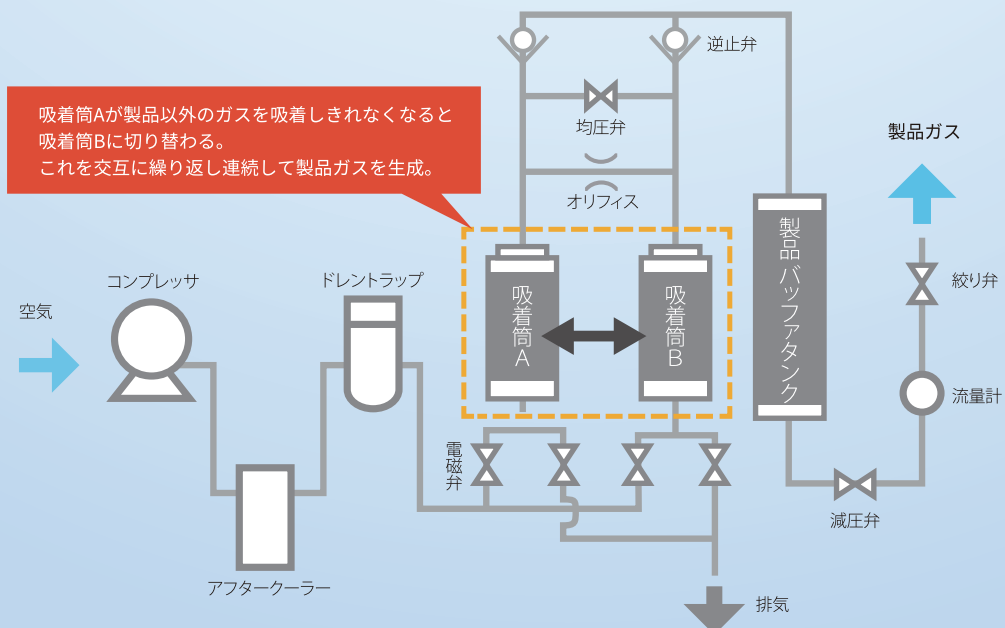 逆止弁
吸着筒Aが製品以外のガスを吸着しきれなくなると
吸着筒Bに切り替わる。
これを交互に繰り返し連続して製品ガスを生成。
均圧弁
製品ガス
オリフィス
空気
コンプレッサ
ドレントラップ
吸着筒A
吸着筒B
製品バッファタンク
絞り弁
流量計
電磁弁
減圧弁
アフタークーラー
排気